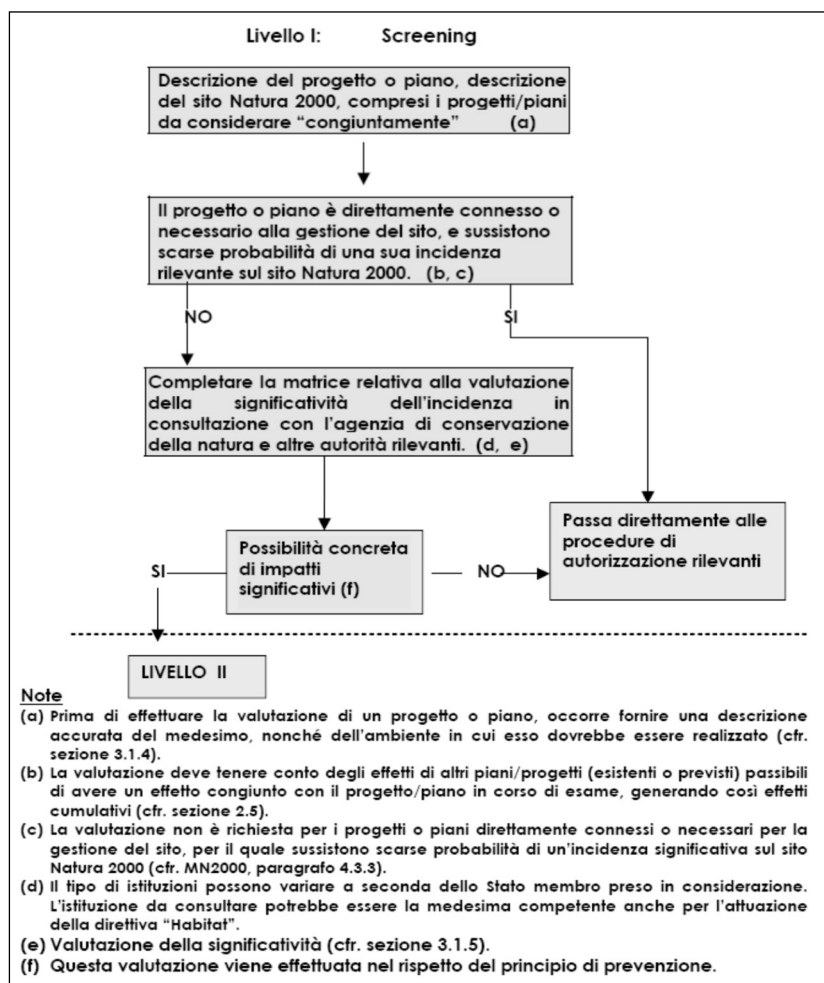 Livello I: Screening
Descrizione del progetto o piano, descrizione
del sito Natura 2000, compresi i progetti/piani
da considerare “congiuntamente” (a)
Il progetto o piano è direttamente connesso o
necessario alla gestione del sito, e sussistono
scarse probabilità di una sua incidenza
rilevante sul sito Natura 2000. (b, c)
NO
SI
Completare la matrice relativa alla valutazione
della significatività dell’incidenza in
consultazione con l’agenzia di conservazione
della natura e altre autorità rilevanti. (d, e)
Possibilità concreta
di impatti
significativi (f)
Passa direttamente alle
procedure di
autorizzazione rilevanti
SI
NO
LIVELLO II
Note
(a) Prima di effettuare la valutazione di un progetto o piano, occorre fornire una descrizione
accurata del medesimo, nonché dell’ambiente in cui esso dovrebbe essere realizzato (cfr.
sezione 3.1.4).
(b) La valutazione deve tenere conto degli effetti di altri piani/progetti (esistenti o previsti) passibili
di avere un effetto congiunto con il progetto/piano in corso di esame, generando così effetti
cumulativi (cfr. sezione 2.5).
(c) La valutazione non è richiesta per i progetti o piani direttamente connessi o necessari per la
gestione del sito, per il quale sussistono scarse probabilità di un’incidenza significativa sul sito
Natura 2000 (cfr. MN2000, paragrafo 4.3.3).
(d) Il tipo di istituzioni possono variare a seconda dello Stato membro preso in considerazione.
L’istituzione da consultare potrebbe essere la medesima competente anche per l’attuazione
della direttiva “Habitat”.
(e) Valutazione della significatività (cfr. sezione 3.1.5).
(f) Questa valutazione viene effettuata nel rispetto del principio di prevenzione.